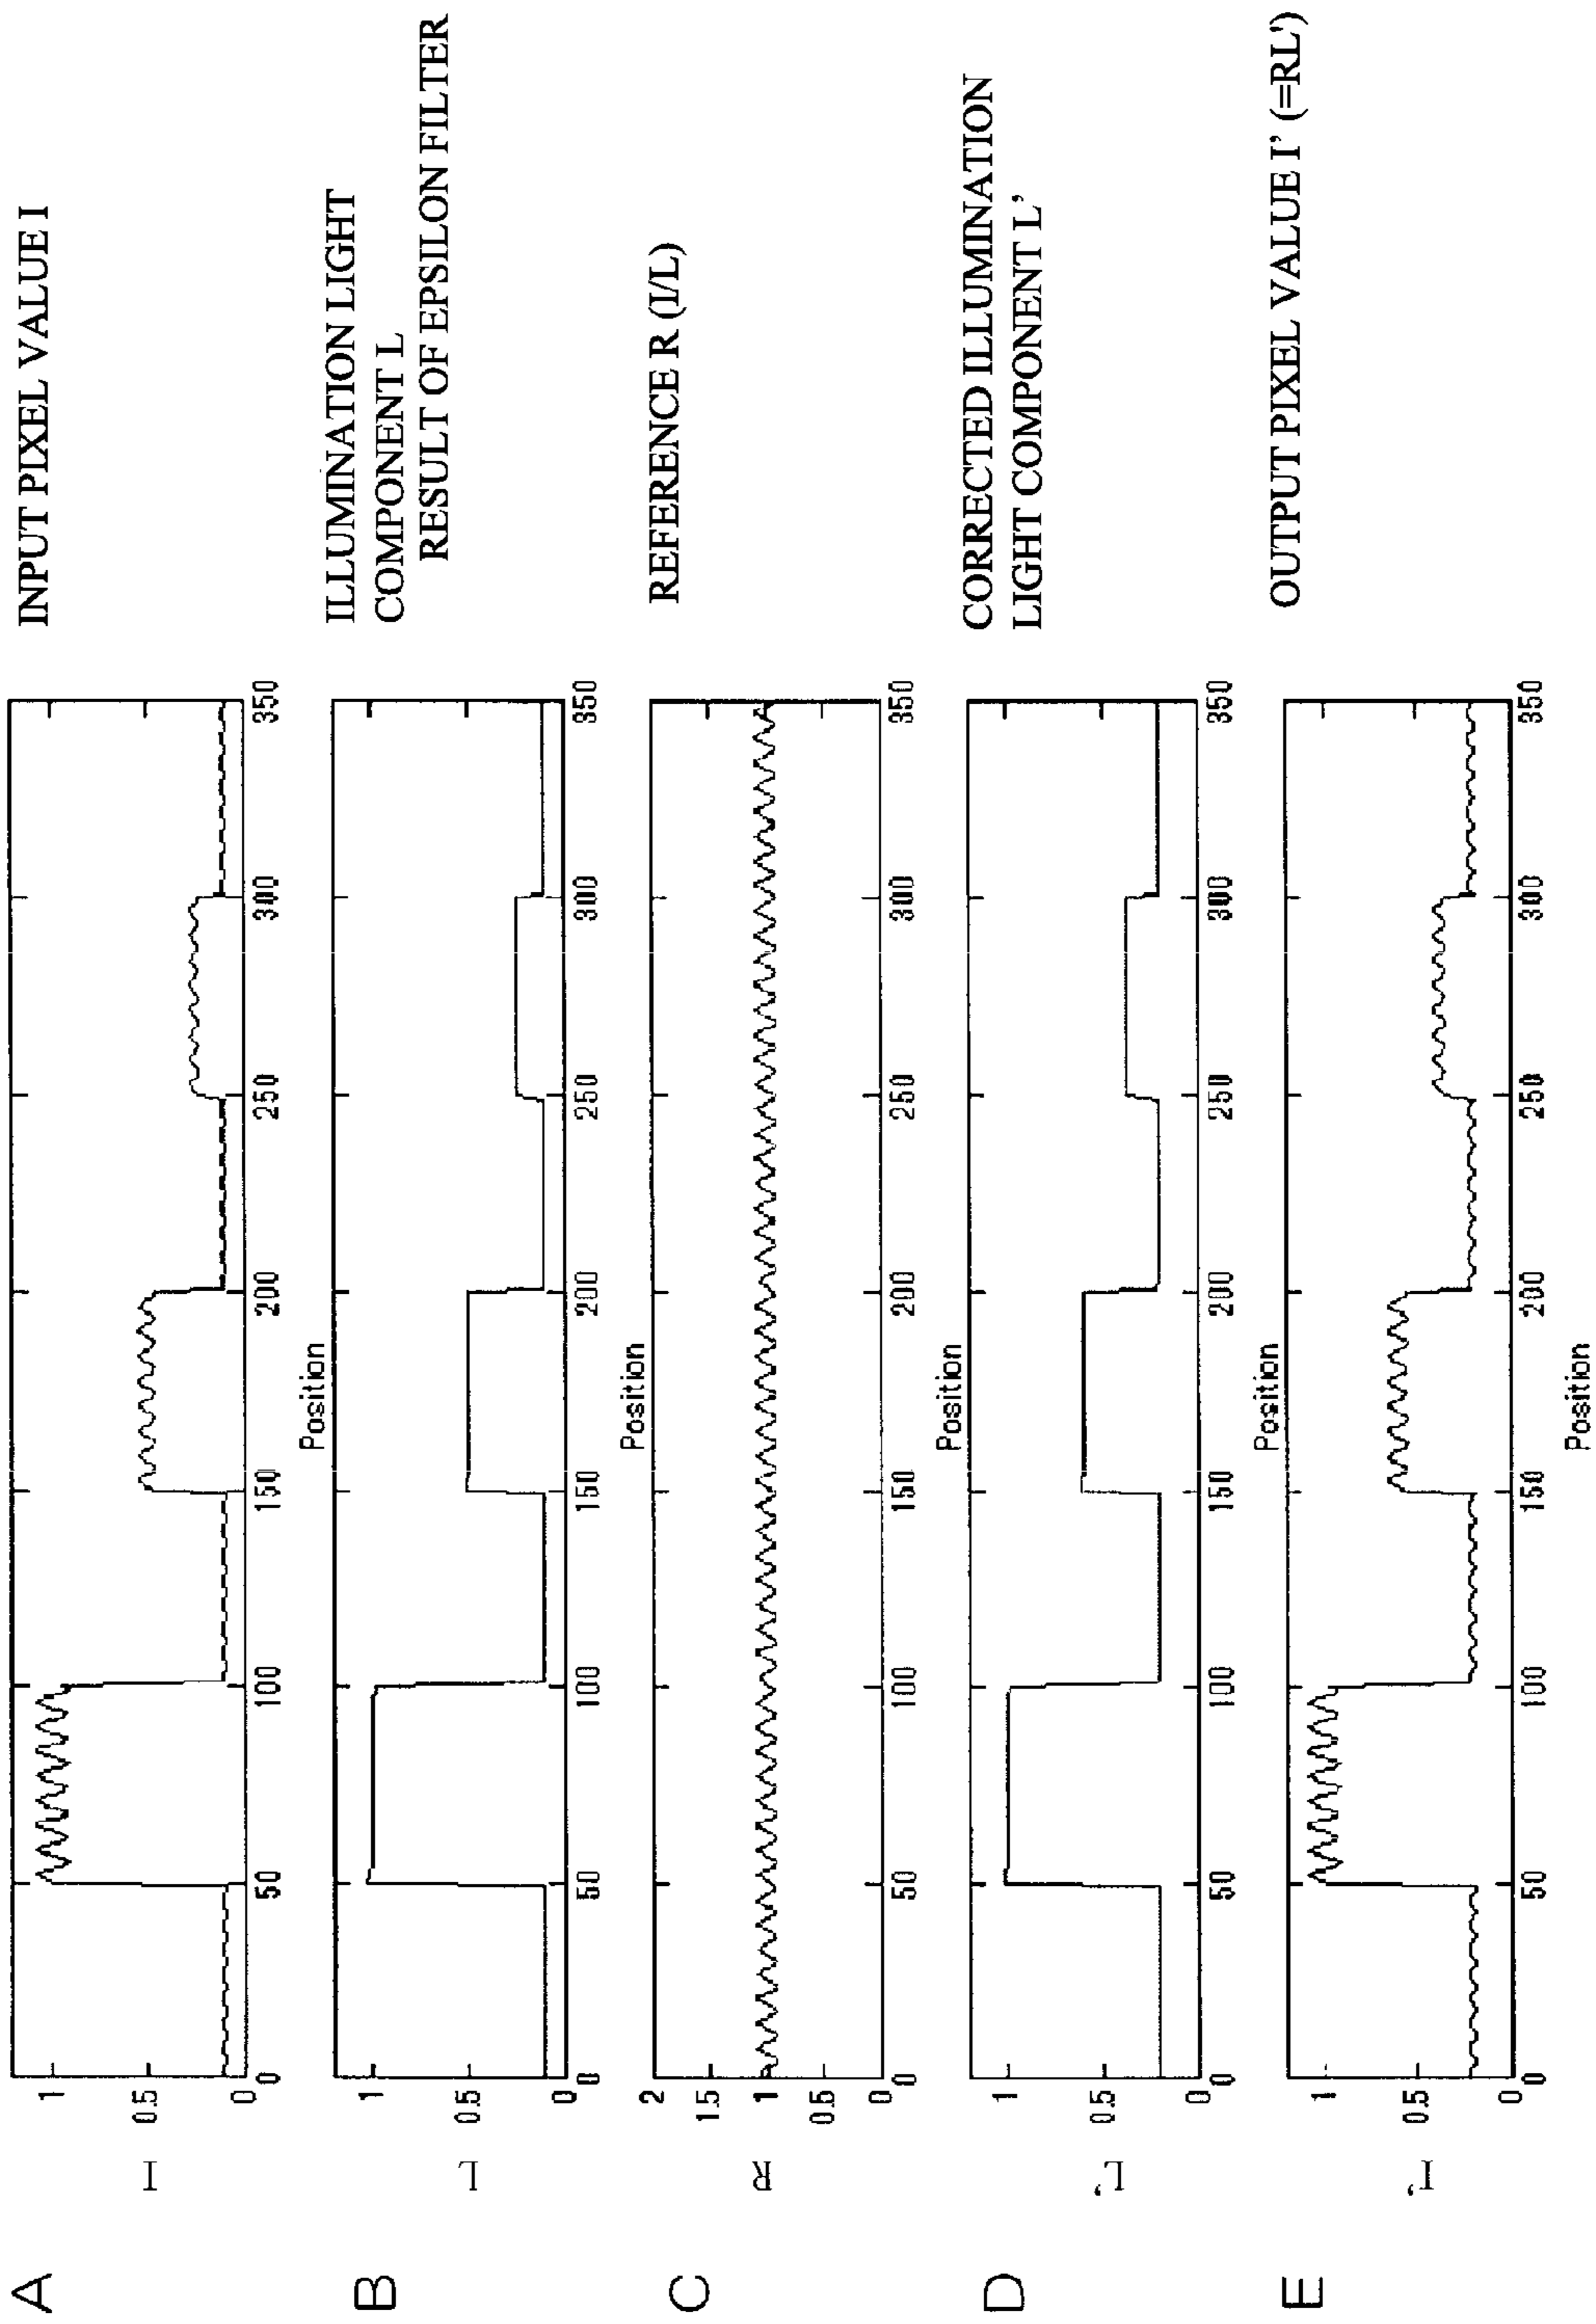 A
I
1
0.5
0
0 50 100 150 200 250 300 350
Position
INPUT PIXEL VALUE I
B
L
1
0.5
0
0 50 100 150 200 250 300 350
Position
ILLUMINATION LIGHT
COMPONENT L
RESULT OF EPSILON FILTER
C
R
2
1.5
1
0.5
0
0 50 100 150 200 250 300 350
Position
REFERENCE R (I/L)
D
L'
1
0.5
0
0 50 100 150 200 250 300 350
Position
CORRECTED ILLUMINATION
LIGHT COMPONENT L'
E
I'
1
0.5
0
0 50 100 150 200 250 300 350
Position
OUTPUT PIXEL VALUE I' (=RL')